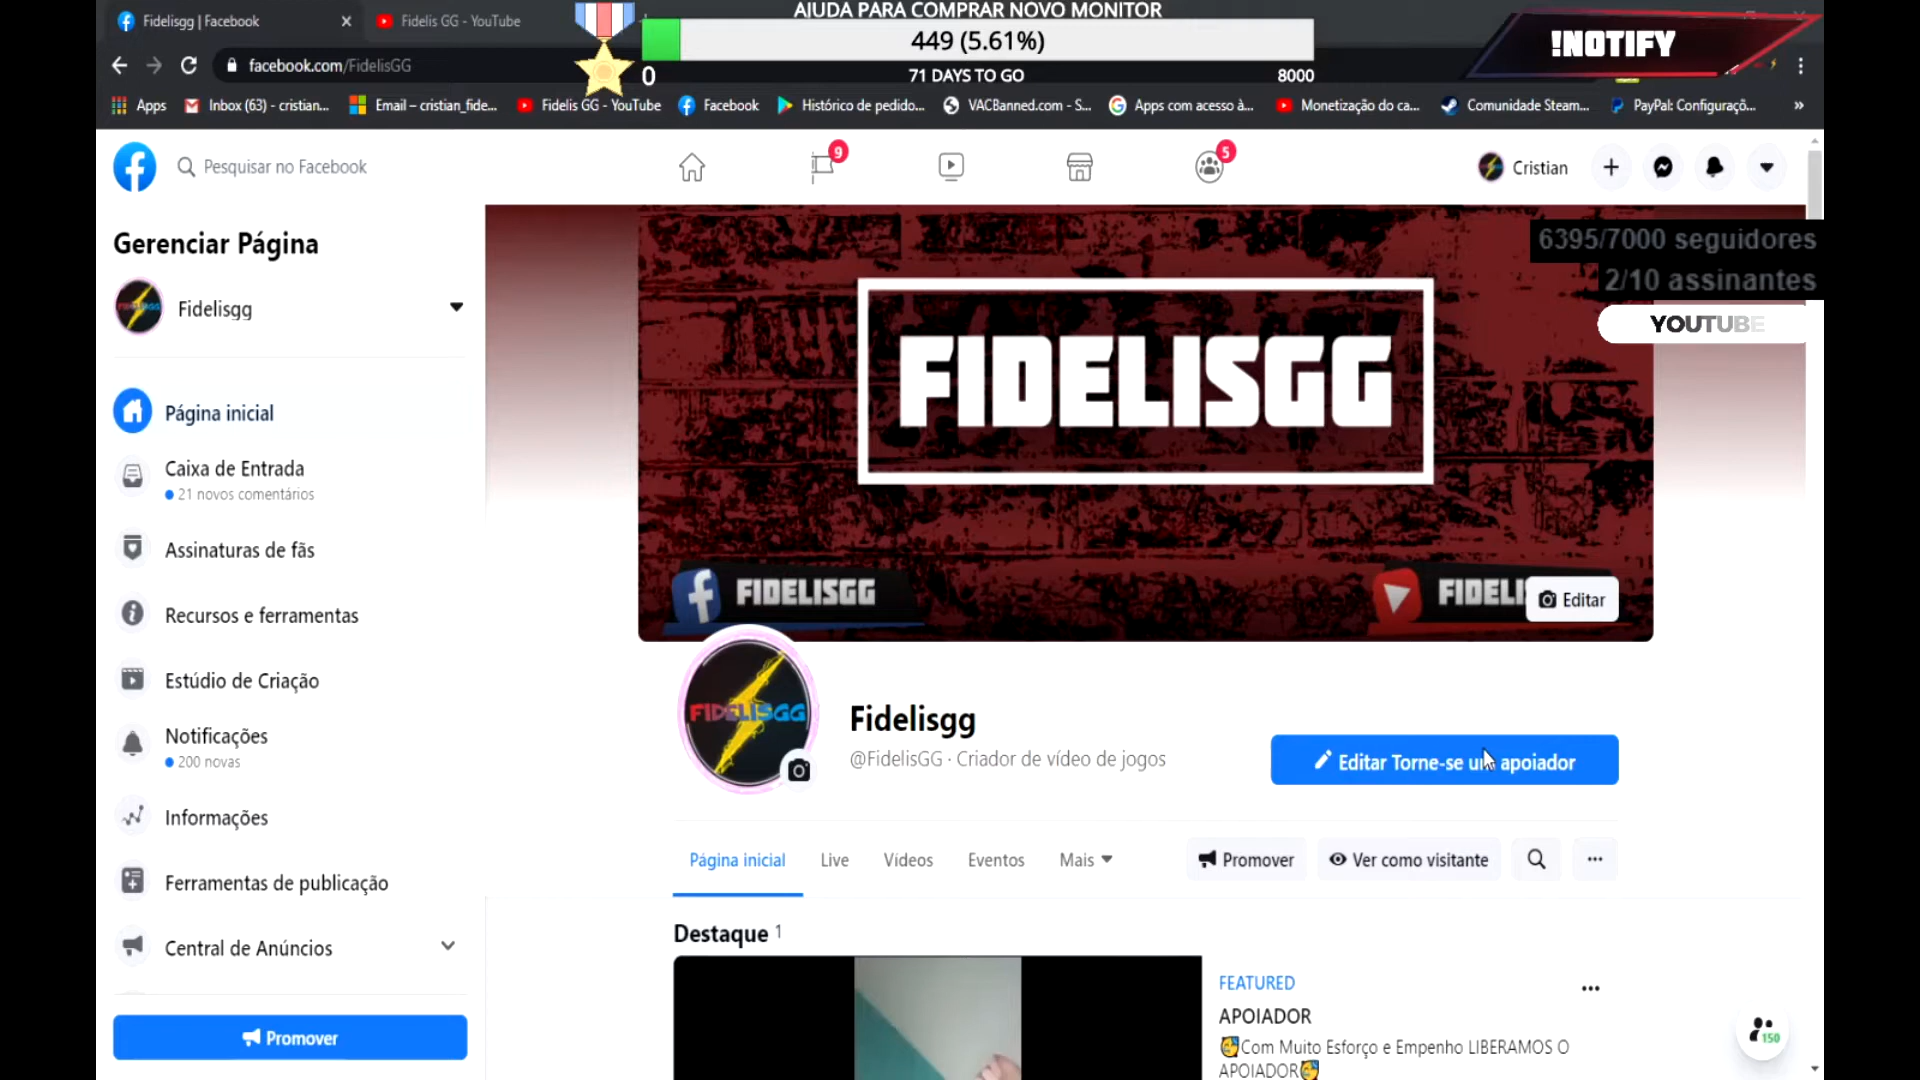 Fidelisgg | Facebook
Fidelis GG - YouTube
AJUDA PARA COMPRAR NOVO MONITOR
449 (5.61%)
0
71 DAYS TO GO
8000
!NOTIFY
facebook.com/FidelisGG
Apps
Inbox (63) - cristian...
Email – cristian_fide...
Fidelis GG - YouTube
Facebook
Histórico de pedido...
VACBanned.com - S...
Apps com acesso à...
Monetização do ca...
Comunidade Steam...
PayPal: Configuraçõ...
»
Pesquisar no Facebook
9
5
Cristian
6395/7000 seguidores
2/10 assinantes
YOUTUBE
Gerenciar Página
Fidelisgg
Página inicial
Caixa de Entrada
21 novos comentários
Assinaturas de fãs
Recursos e ferramentas
Estúdio de Criação
Notificações
200 novas
Informações
Ferramentas de publicação
Central de Anúncios
Promover
FIDELISGG
FIDELISGG
FIDELI
Editar
FIDELISGG
Fidelisgg
@FidelisGG · Criador de vídeo de jogos
Editar Torne-se um apoiador
Página inicial
Live
Vídeos
Eventos
Mais
Promover
Ver como visitante
Destaque 1
FEATURED
APOIADOR
🥳Com Muito Esforço e Empenho LIBERAMOS O
APOIADOR🥳
150